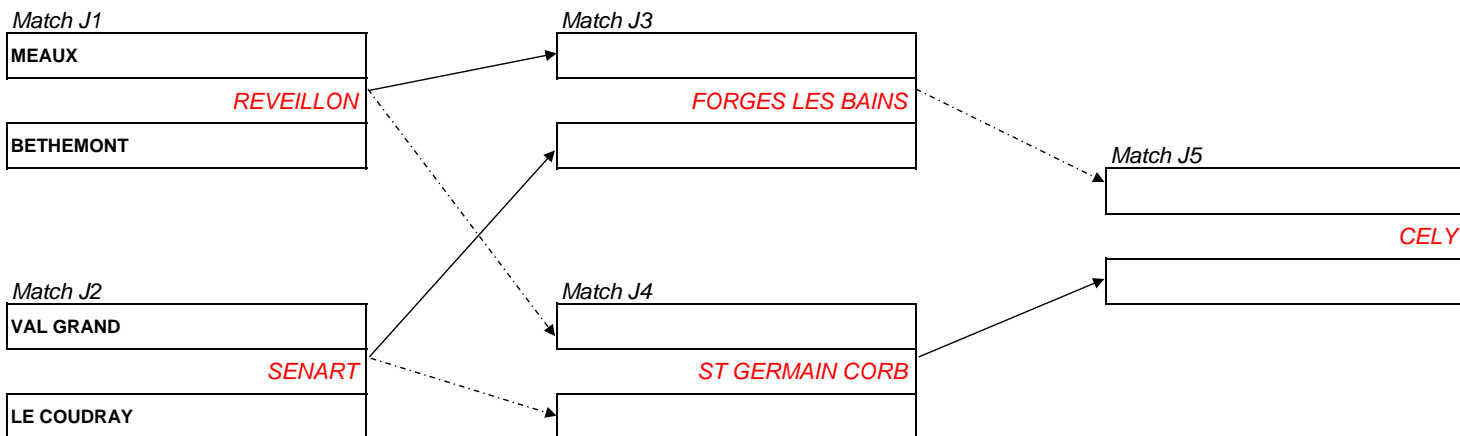 Match J1
MEAUX
REVEILLON
BETHEMONT
Match J2
VAL GRAND
SENART
LE COUDRAY
Match J3
FORGES LES BAINS
Match J4
ST GERMAIN CORB
Match J5
CELY